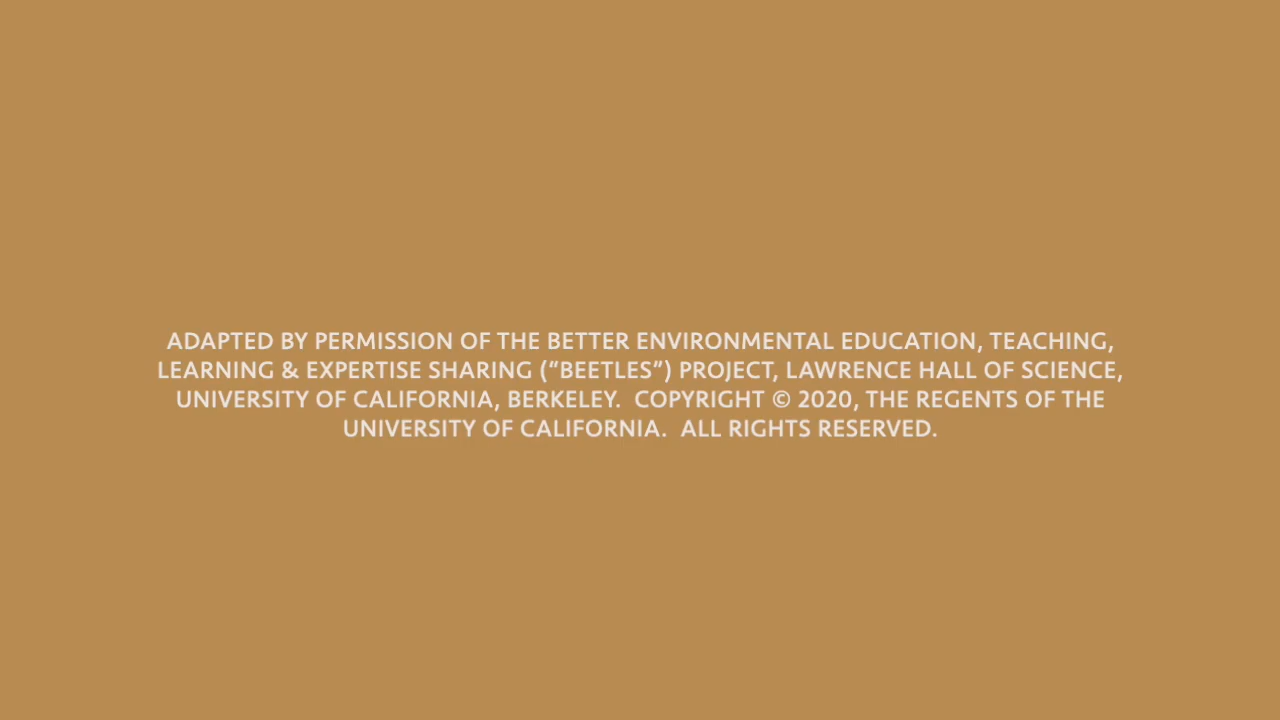 ADAPTED BY PERMISSION OF THE BETTER ENVIRONMENTAL EDUCATION, TEACHING,
LEARNING & EXPERTISE SHARING (“BEETLES”) PROJECT, LAWRENCE HALL OF SCIENCE,
UNIVERSITY OF CALIFORNIA, BERKELEY.  COPYRIGHT © 2020, THE REGENTS OF THE
UNIVERSITY OF CALIFORNIA.  ALL RIGHTS RESERVED.